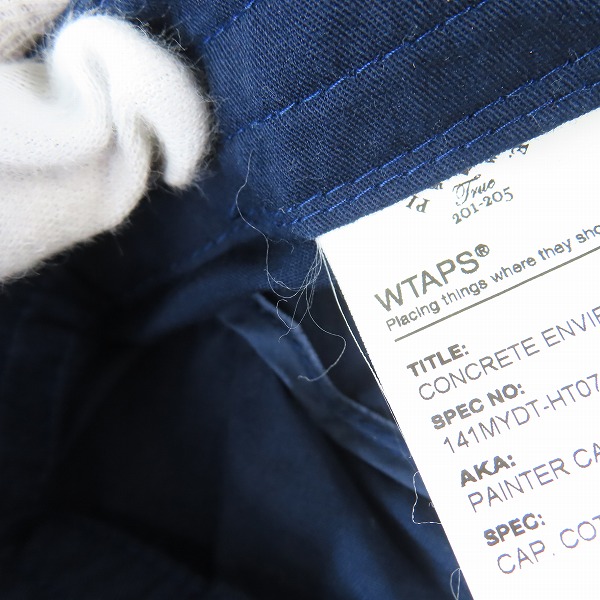 True
201-205
WTAPS®
Placing things where they sho
TITLE:
CONCRETE ENVI
SPEC NO:
141MYDT-HT07
AKA:
PAINTER CA
SPEC:
CAP. COT